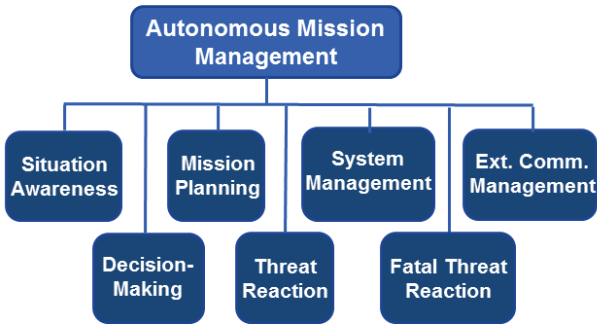 Autonomous Mission
Management
Situation
Awareness
Mission
Planning
System
Management
Ext. Comm.
Management
Decision-
Making
Threat
Reaction
Fatal Threat
Reaction